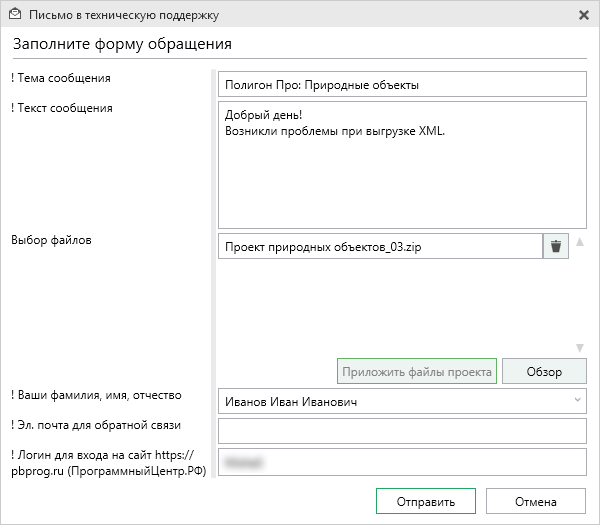 Письмо в техническую поддержку
Заполните форму обращения
! Тема сообщения
Полигон Про: Природные объекты
! Текст сообщения
Добрый день!
Возникли проблемы при выгрузке XML.
Выбор файлов
Проект природных объектов_03.zip
Приложить файлы проекта
Обзор
! Ваши фамилия, имя, отчество
Иванов Иван Иванович
! Эл. почта для обратной связи
! Логин для входа на сайт https://
pbprog.ru (ПрограммныйЦентр.РФ)
Отправить
Отмена